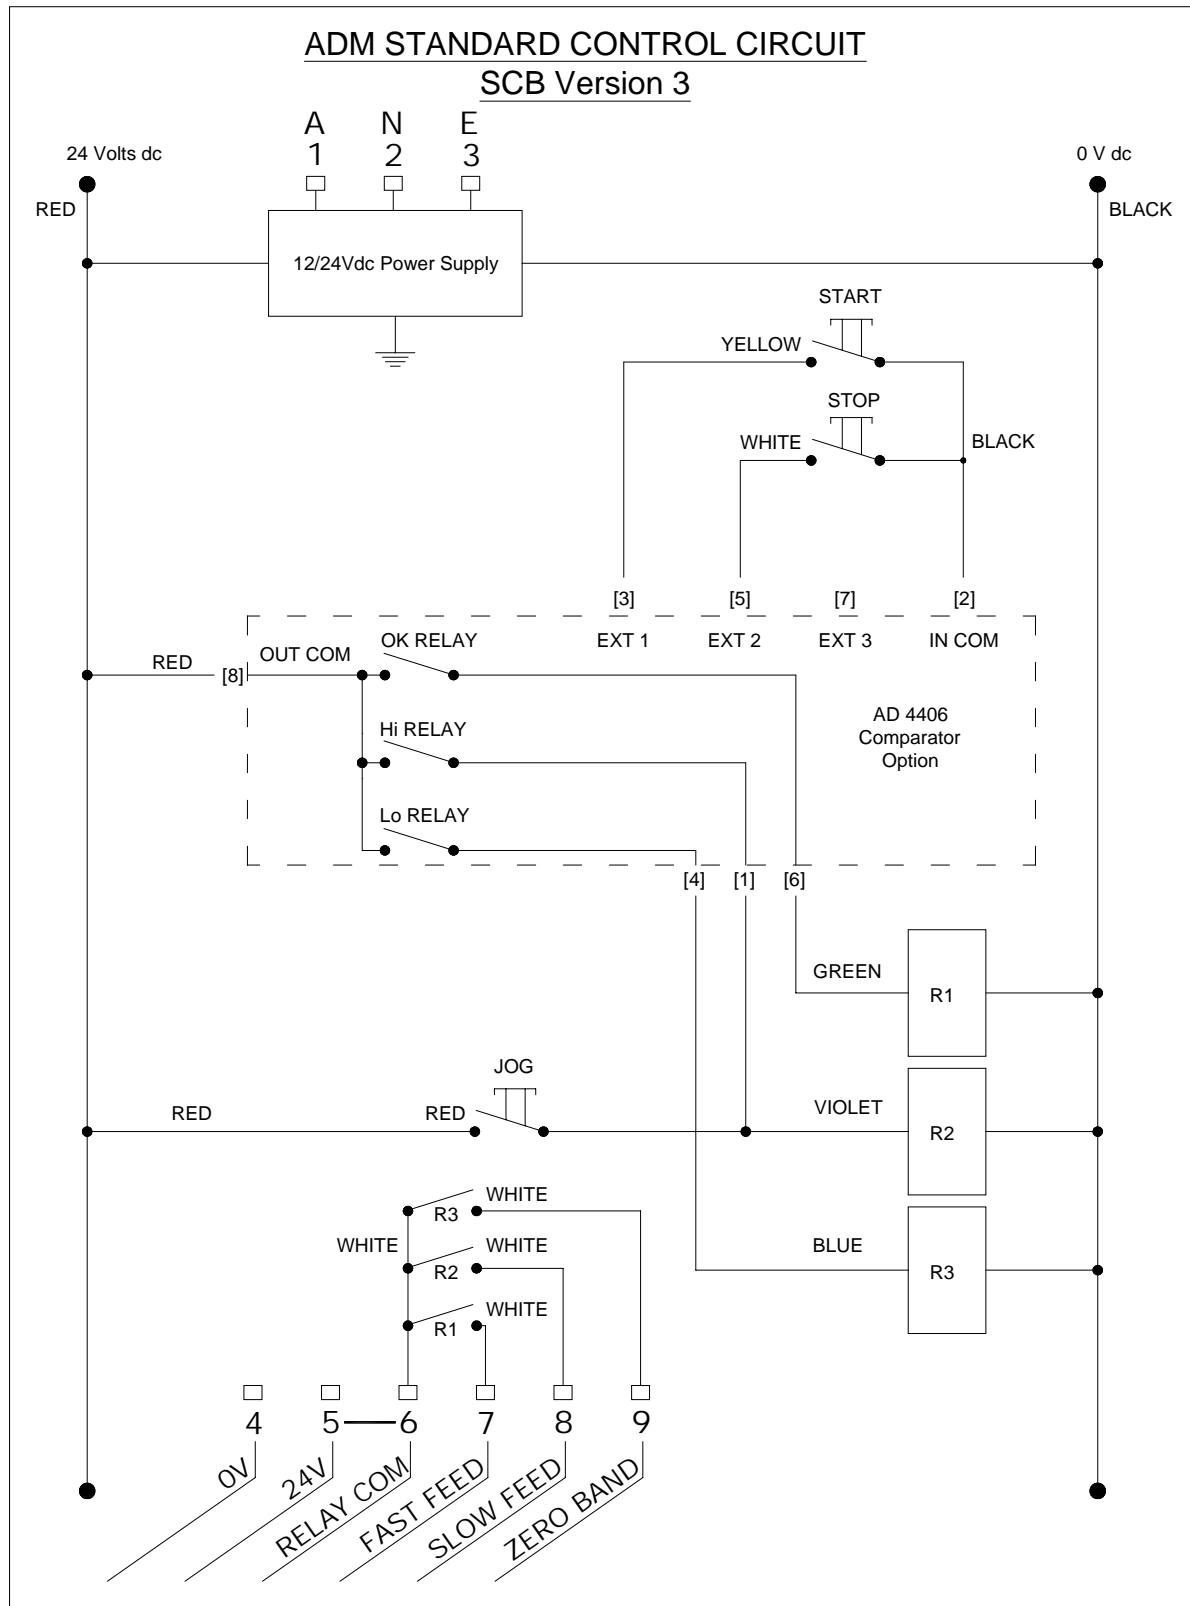 ADM STANDARD CONTROL CIRCUIT
SCB Version 3
A N E
1 2 3
24 Volts dc
0 V dc
RED
BLACK
12/24Vdc Power Supply
START
YELLOW
STOP
WHITE
BLACK
[3] [5] [7] [2]
EXT 1 EXT 2 EXT 3 IN COM
RED
[8]
OUT COM
OK RELAY
Hi RELAY
Lo RELAY
AD 4406
Comparator
Option
[4] [1] [6]
GREEN
R1
JOG
RED
RED
VIOLET
R2
WHITE
R3
WHITE
WHITE
R2
WHITE
R1
BLUE
R3
4 5 6 7 8 9
0V
24V
RELAY COM
FAST FEED
SLOW FEED
ZERO BAND